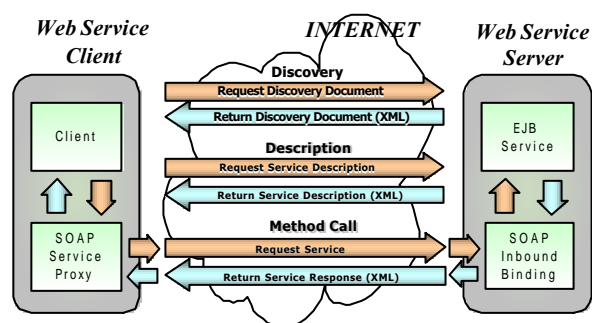 Web Service
Client
INTERNET
Web Service
Server
Discovery
Request Discovery Document
Return Discovery Document (XML)
Description
Request Service Description
Return Service Description (XML)
Method Call
Request Service
Return Service Response (XML)
Client
SOAP
Service
Proxy
EJB
Service
SOAP
Inbound
Binding